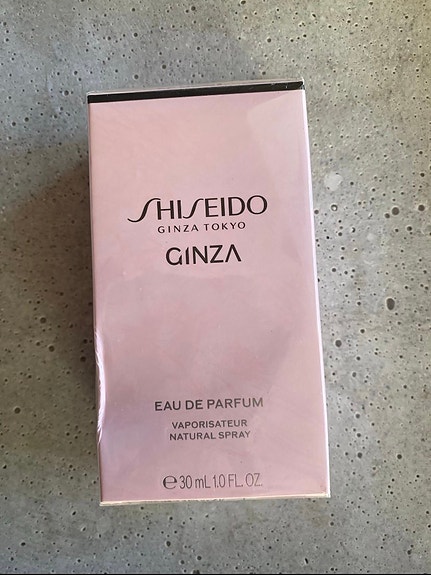 SHISEIDO
GINZA TOKYO
GINZA
EAU DE PARFUM
VAPORISATEUR
NATURAL SPRAY
℮ 30 mL 1.0 FL. OZ.